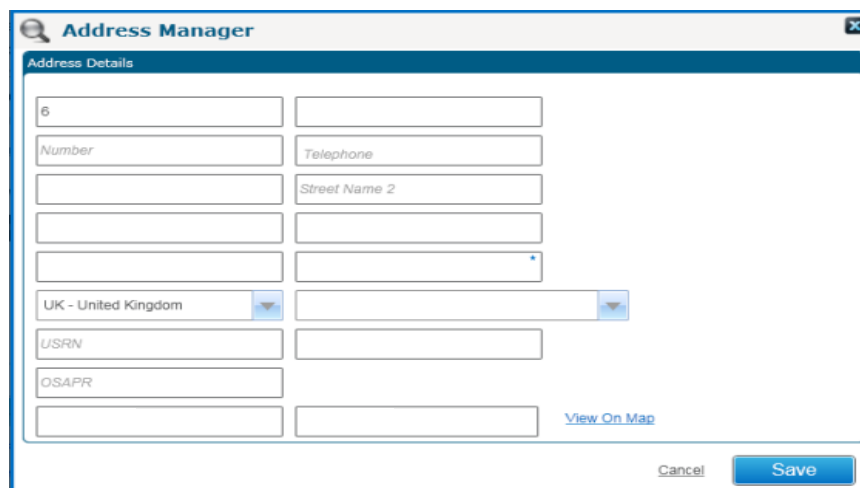 Address Manager
Address Details
6
Number
Telephone
Street Name 2
*
UK - United Kingdom
USRN
OSAPR
View On Map
Cancel
Save